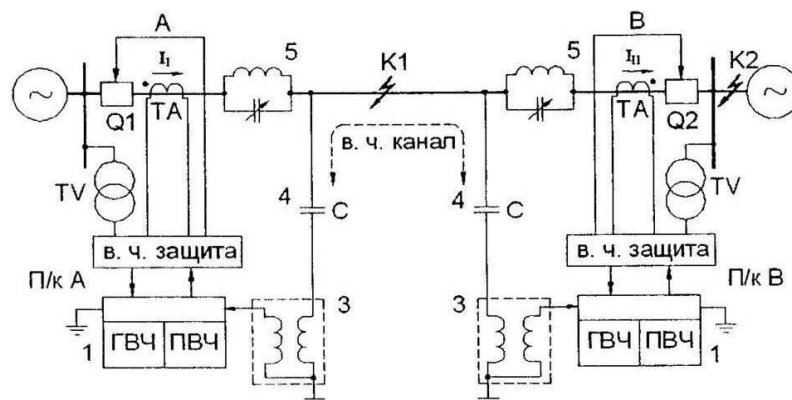 A
B
I_I
5
K1
5
I_II
K2
Q1
TA
TA
Q2
в. ч. канал
TV
4
C
4
C
TV
в. ч. защита
в. ч. защита
П/к А
П/к В
3
3
1
ГВЧ
ПВЧ
ГВЧ
ПВЧ
1